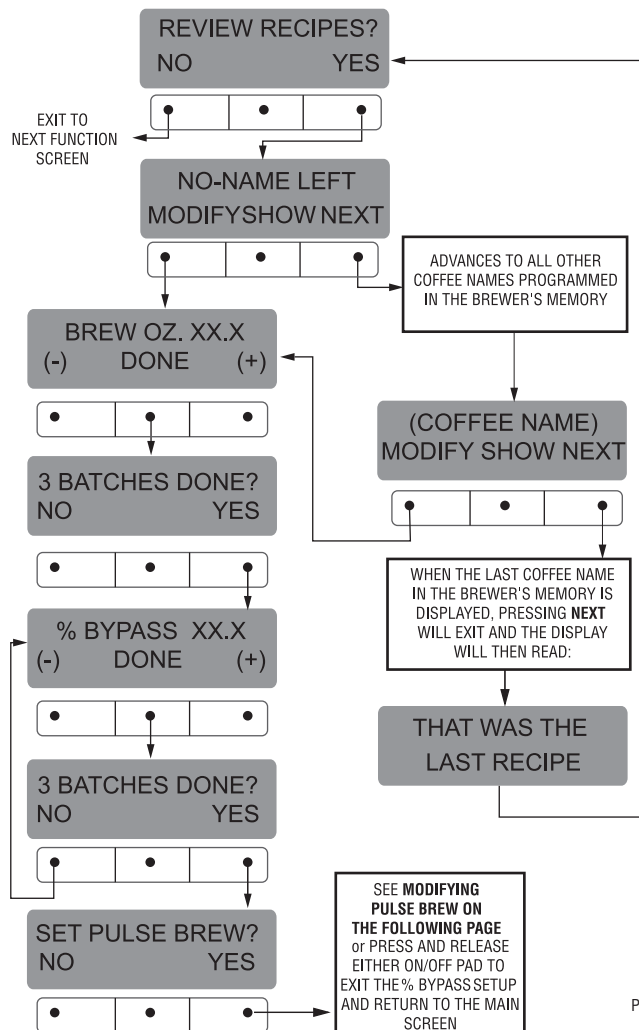 REVIEW RECIPES?
NO YES
EXIT TO
NEXT FUNCTION
SCREEN
NO-NAME LEFT
MODIFYSHOW NEXT
ADVANCES TO ALL OTHER
COFFEE NAMES PROGRAMMED
IN THE BREWER'S MEMORY
BREW OZ. XX.X
(-) DONE (+)
(COFFEE NAME)
MODIFY SHOW NEXT
3 BATCHES DONE?
NO YES
WHEN THE LAST COFFEE NAME
IN THE BREWER'S MEMORY IS
DISPLAYED, PRESSING NEXT
WILL EXIT AND THE DISPLAY
WILL THEN READ:
% BYPASS XX.X
(-) DONE (+)
THAT WAS THE
LAST RECIPE
3 BATCHES DONE?
NO YES
SET PULSE BREW?
NO YES
SEE MODIFYING
PULSE BREW ON
THE FOLLOWING PAGE
or PRESS AND RELEASE
EITHER ON/OFF PAD TO
EXIT THE % BYPASS SETUP
AND RETURN TO THE MAIN
SCREEN
P